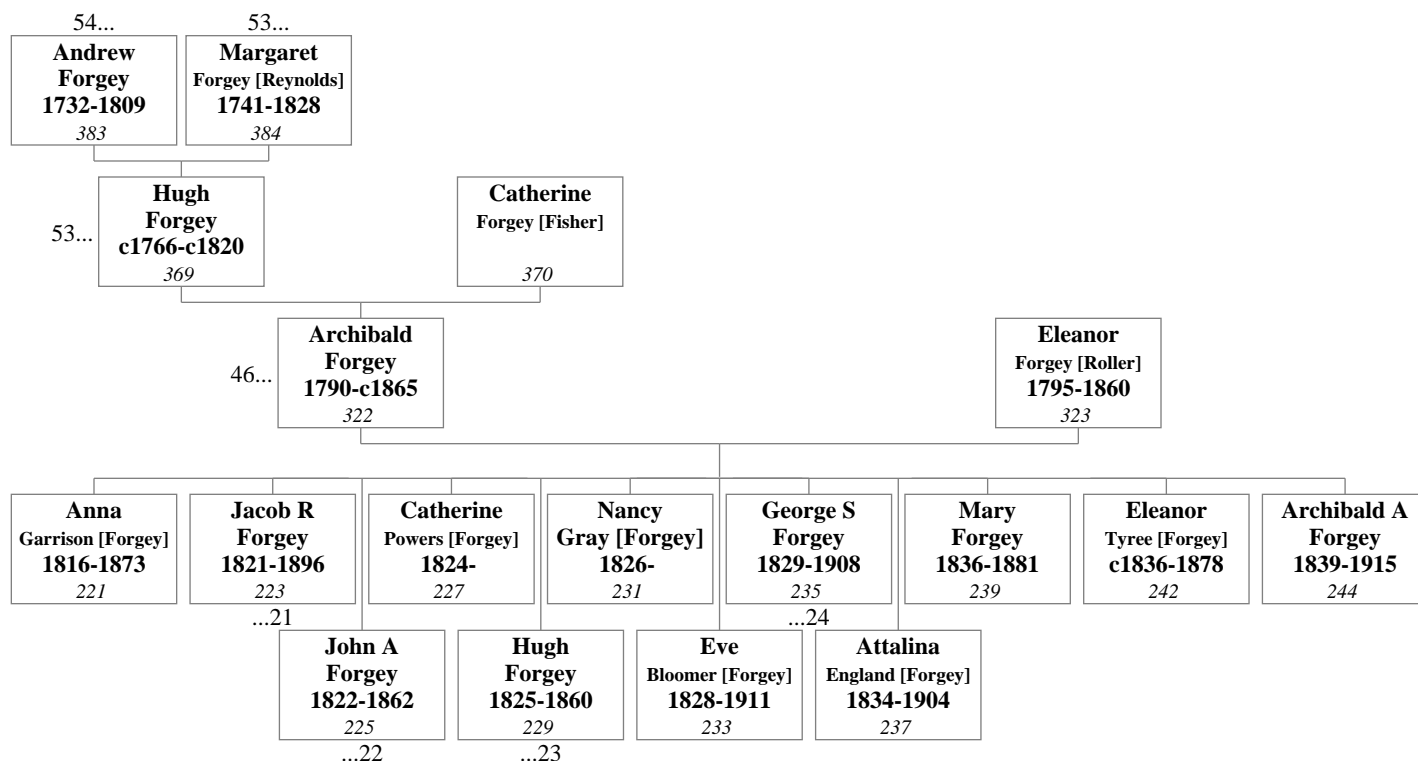 54...
53...
Andrew
Forgey
1732-1809
383
Margaret
Forgey [Reynolds]
1741-1828
384
53...
Hugh
Forgey
c1766-c1820
369
Catherine
Forgey [Fisher]
370
46...
Archibald
Forgey
1790-c1865
322
Eleanor
Forgey [Roller]
1795-1860
323
Anna
Garrison [Forgey]
1816-1873
221
Jacob R
Forgey
1821-1896
223
...21
Catherine
Powers [Forgey]
1824-
227
Nancy
Gray [Forgey]
1826-
231
George S
Forgey
1829-1908
235
...24
Mary
Forgey
1836-1881
239
Eleanor
Tyree [Forgey]
c1836-1878
242
Archibald A
Forgey
1839-1915
244
John A
Forgey
1822-1862
225
...22
Hugh
Forgey
1825-1860
229
...23
Eve
Bloomer [Forgey]
1828-1911
233
Attalina
England [Forgey]
1834-1904
237